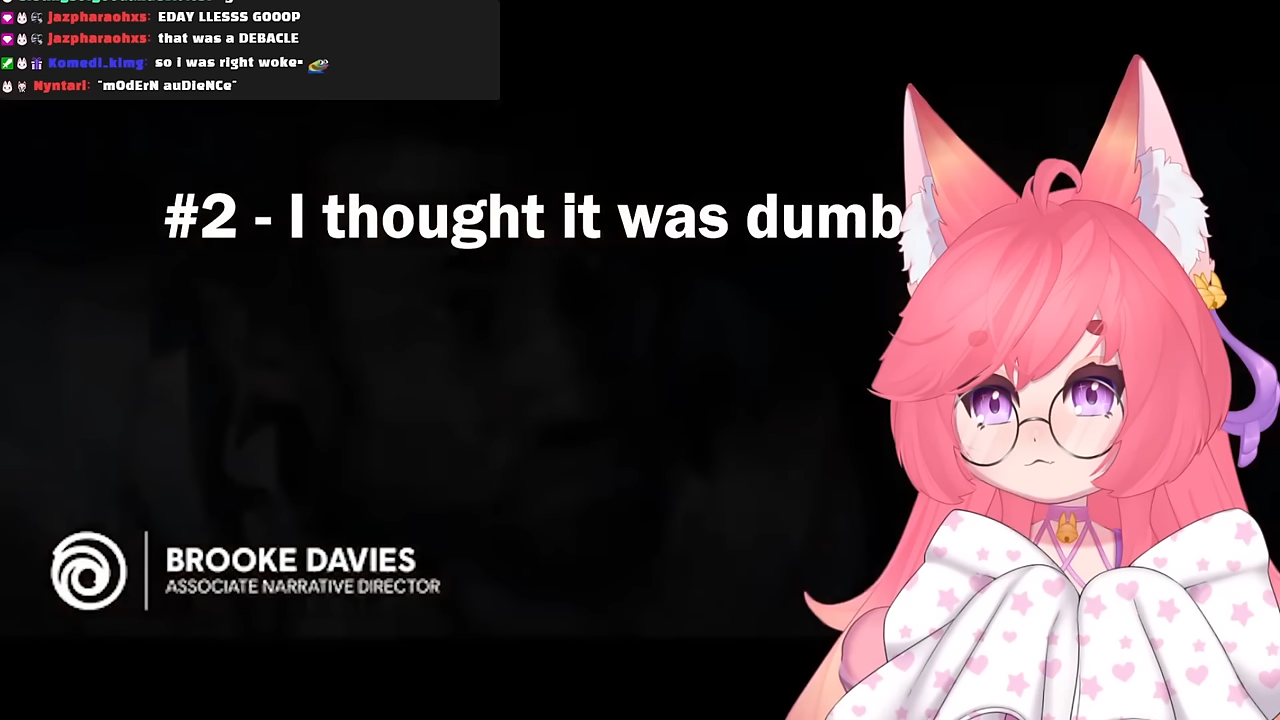 jazpharaohxs: EDAY LLESSS GOOOP
jazpharaohxs: that was a DEBACLE
Komedi_kimg: so i was right woke=
Nyntari: "mOdErN auDIeNCe"
#2 - I thought it was dumb
BROOKE DAVIES
ASSOCIATE NARRATIVE DIRECTOR